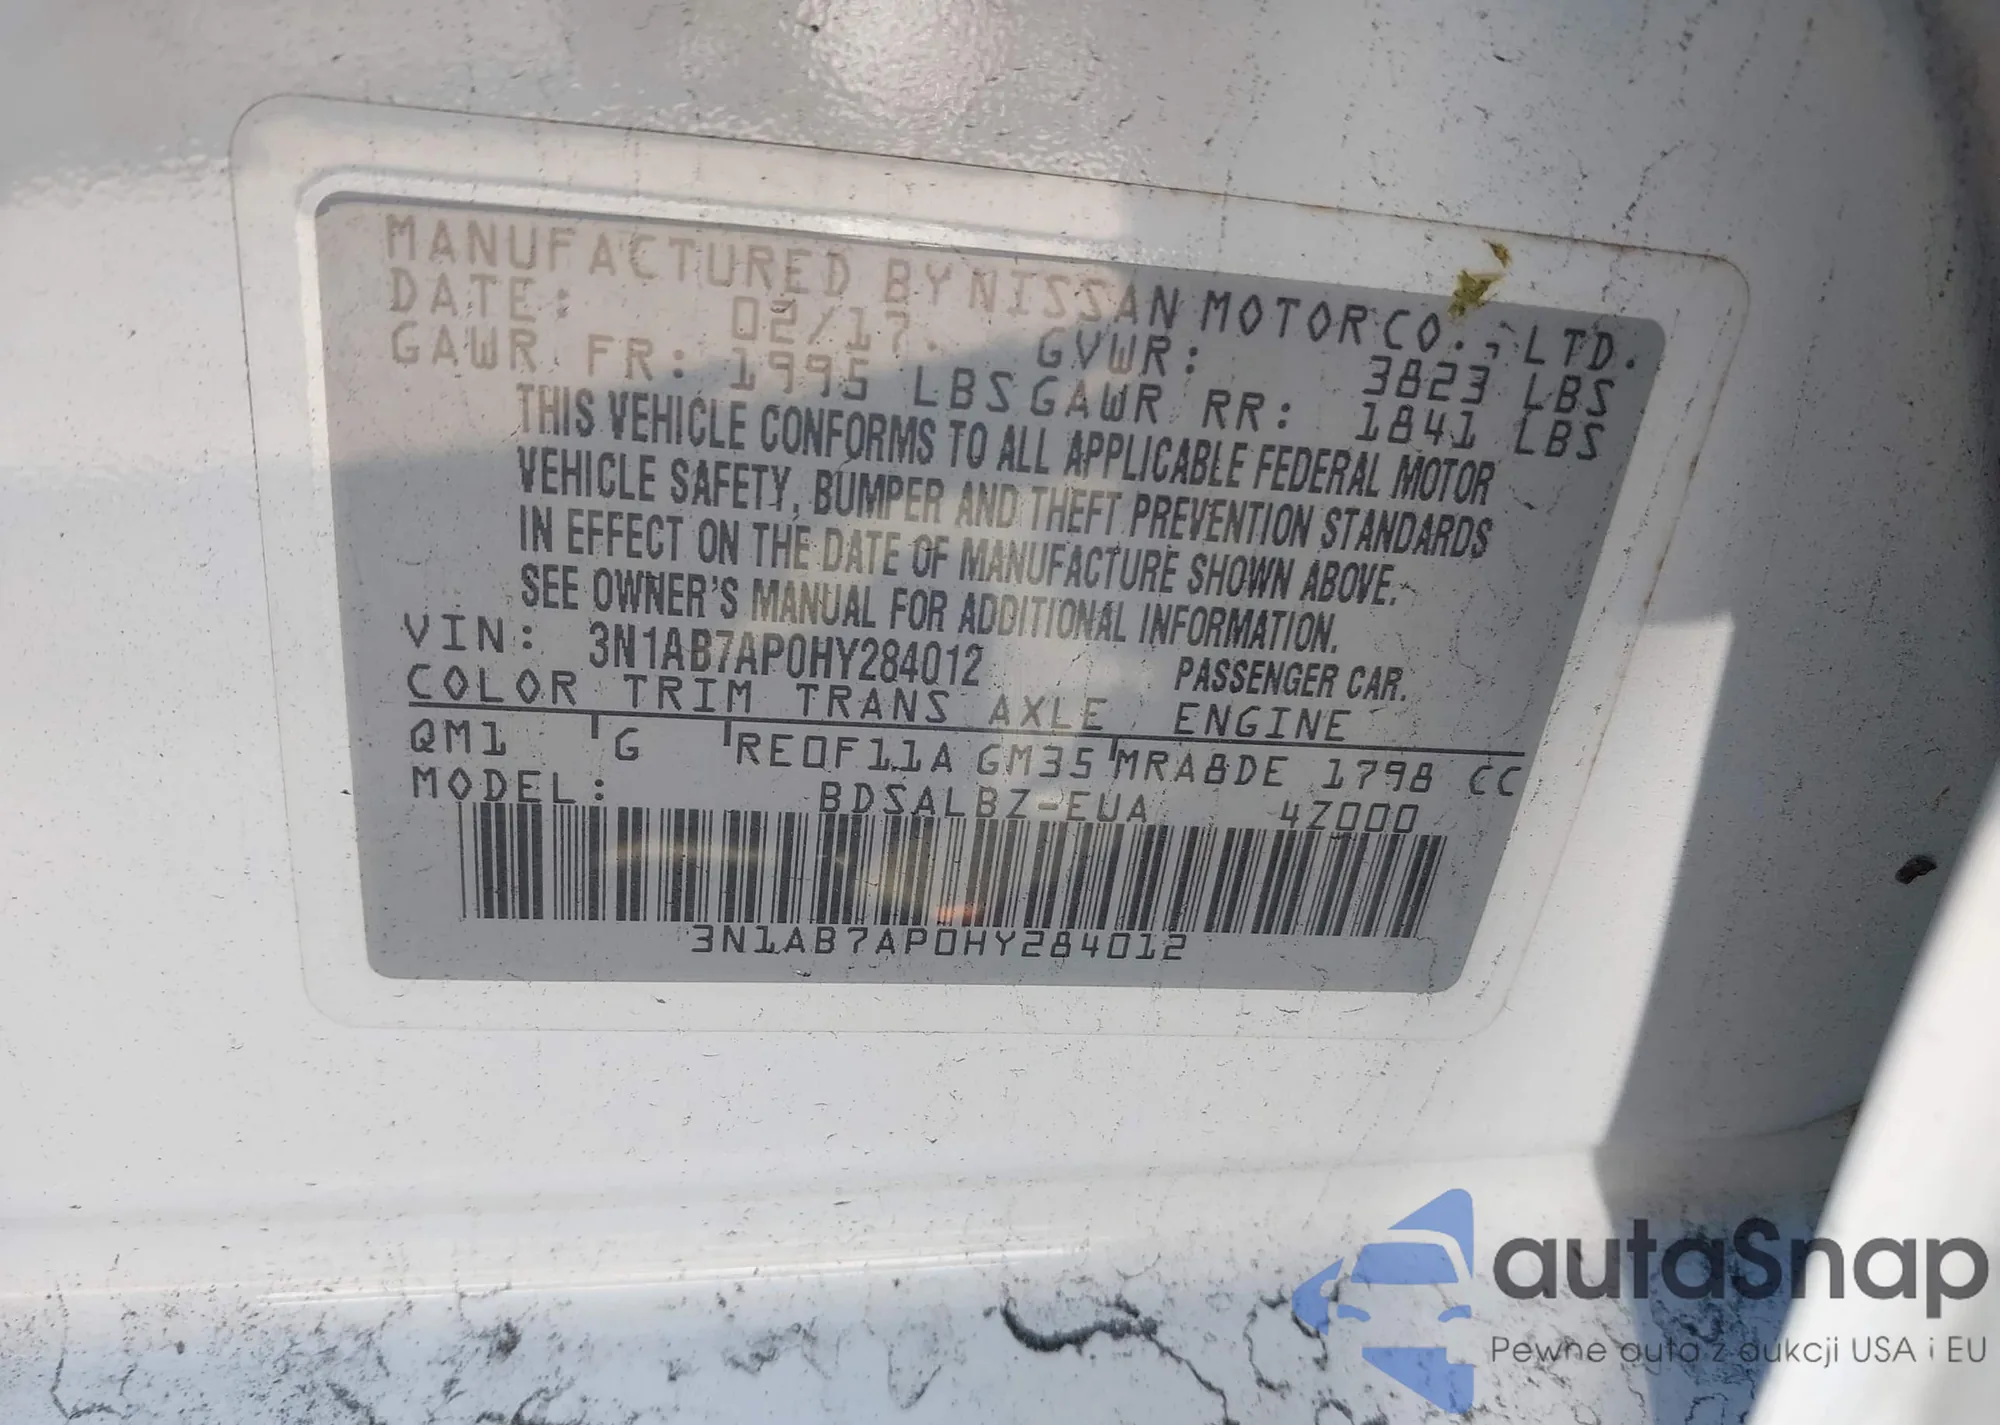 MANUFACTURED BY NISSAN MOTOR CO., LTD.
DATE: 02/17. GVWR: 3823 LBS
GAWR FR: 1995 LBS GAWR RR: 1841 LBS
THIS VEHICLE CONFORMS TO ALL APPLICABLE FEDERAL MOTOR
VEHICLE SAFETY, BUMPER AND THEFT PREVENTION STANDARDS
IN EFFECT ON THE DATE OF MANUFACTURE SHOWN ABOVE.
SEE OWNER'S MANUAL FOR ADDITIONAL INFORMATION.
VIN: 3N1AB7AP0HY284012 PASSENGER CAR.
COLOR TRIM TRANS AXLE ENGINE
QM1 G RE0F11A GM35 MRA8DE 1798 CC
MODEL: BDSALBZ-EUA 4Z000
3N1AB7AP0HY284012
autaSnap
Pewne auta z aukcji USA i EU